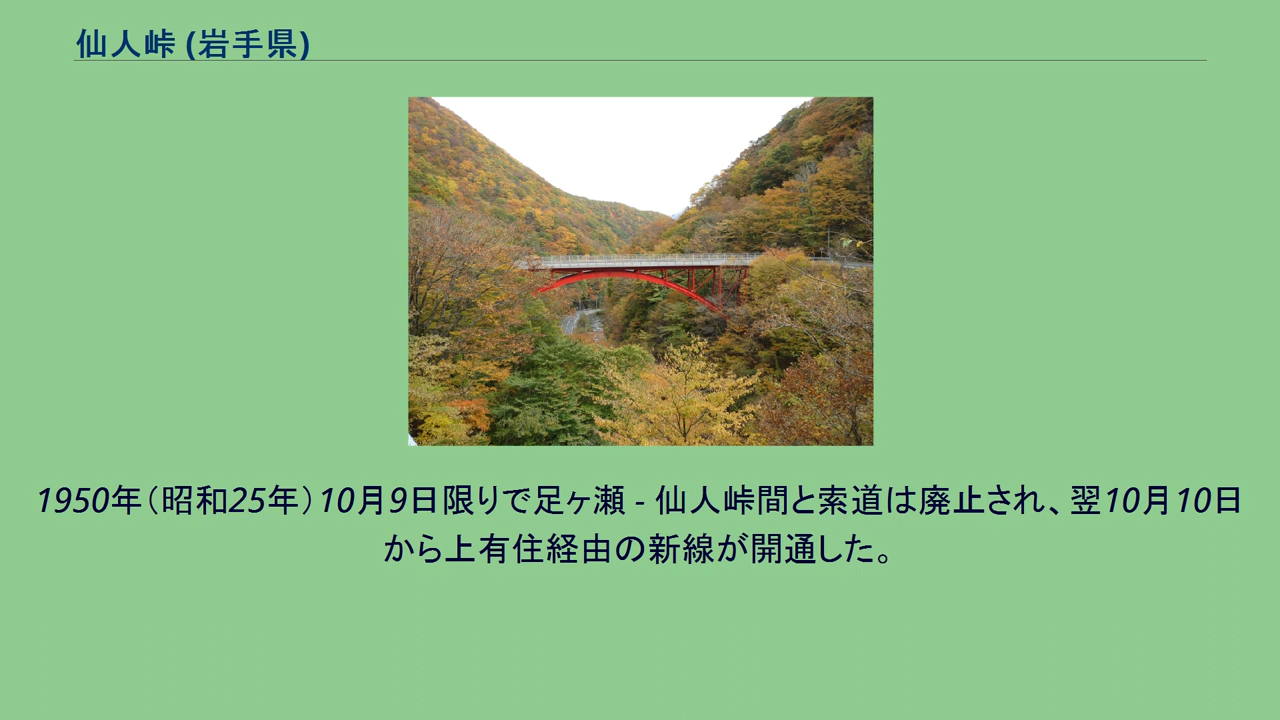 仙人峠 (岩手県)
1950年（昭和25年）10月9日限りで足ヶ瀬 - 仙人峠間と索道は廃止され、翌10月10日
から上有住経由の新線が開通した。